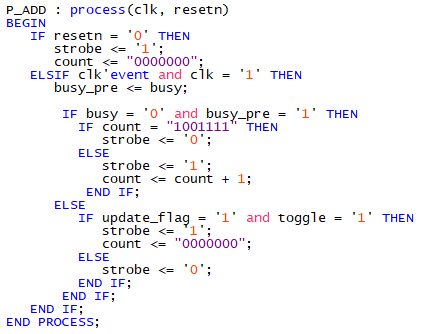 P_ADD : process(clk, resetn)
BEGIN
   IF resetn = '0' THEN
      strobe <= '1';
      count <= "0000000";
   ELSIF clk'event and clk = '1' THEN
      busy_pre <= busy;

       IF busy = '0' and busy_pre = '1' THEN
         IF count = "1001111" THEN
            strobe <= '0';
         ELSE
            strobe <= '1';
            count <= count + 1;
          END IF;
      ELSE
         IF update_flag = '1' and toggle = '1' THEN
            strobe <= '1';
            count <= "0000000";
         ELSE
            strobe <= '0';
         END IF;
       END IF;
   END IF;
END PROCESS;